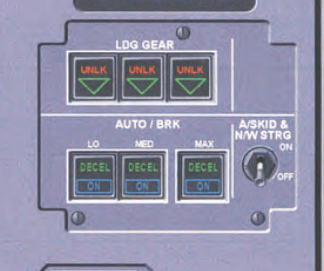 LDG GEAR
UNLK UNLK UNLK
AUTO / BRK
A/SKID &
N/W STRG
LO MED MAX
ON
DECEL DECEL DECEL
ON ON ON
OFF